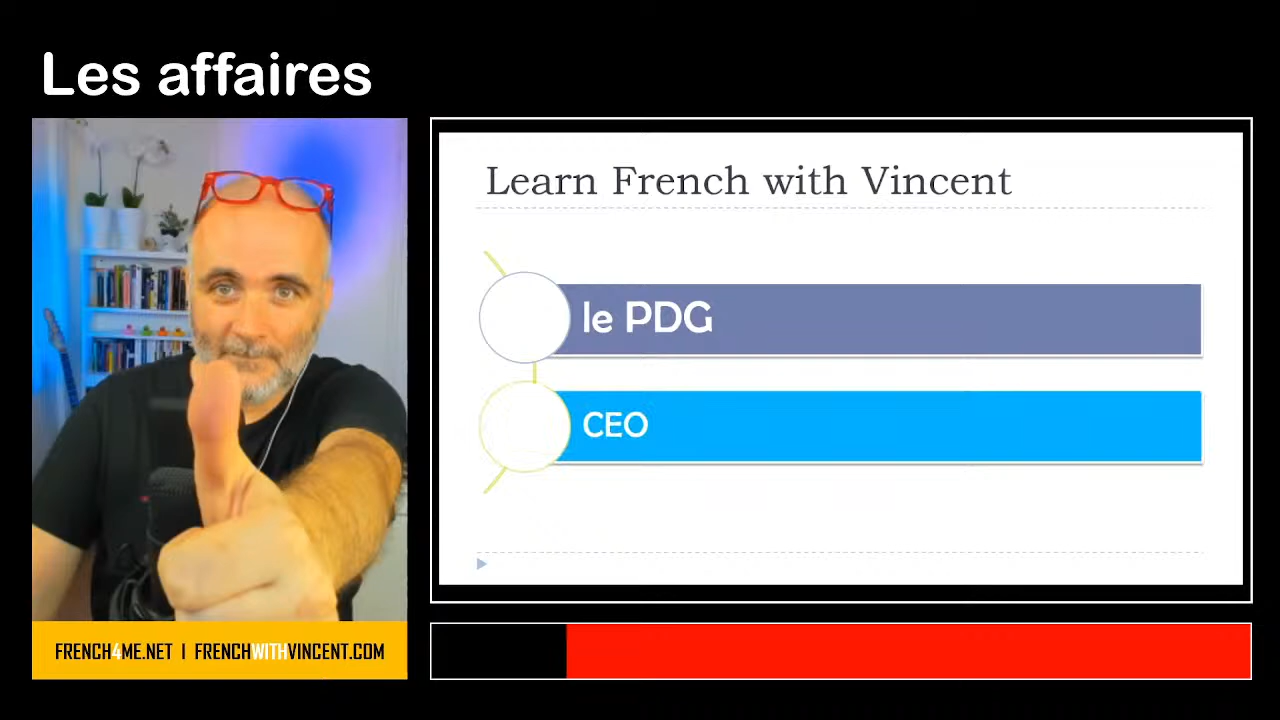 Les affaires
Learn French with Vincent
le PDG
CEO
FRENCH4ME.NET | FRENCHWITHVINCENT.COM